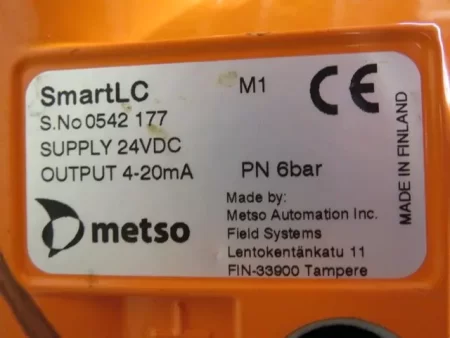 SmartLC M1
S.No 0542 177
SUPPLY 24VDC
OUTPUT 4-20mA PN 6bar
metso
Made by:
Metso Automation Inc.
Field Systems
Lentokentänkatu 11
FIN-33900 Tampere
CE
MADE IN FINLAND